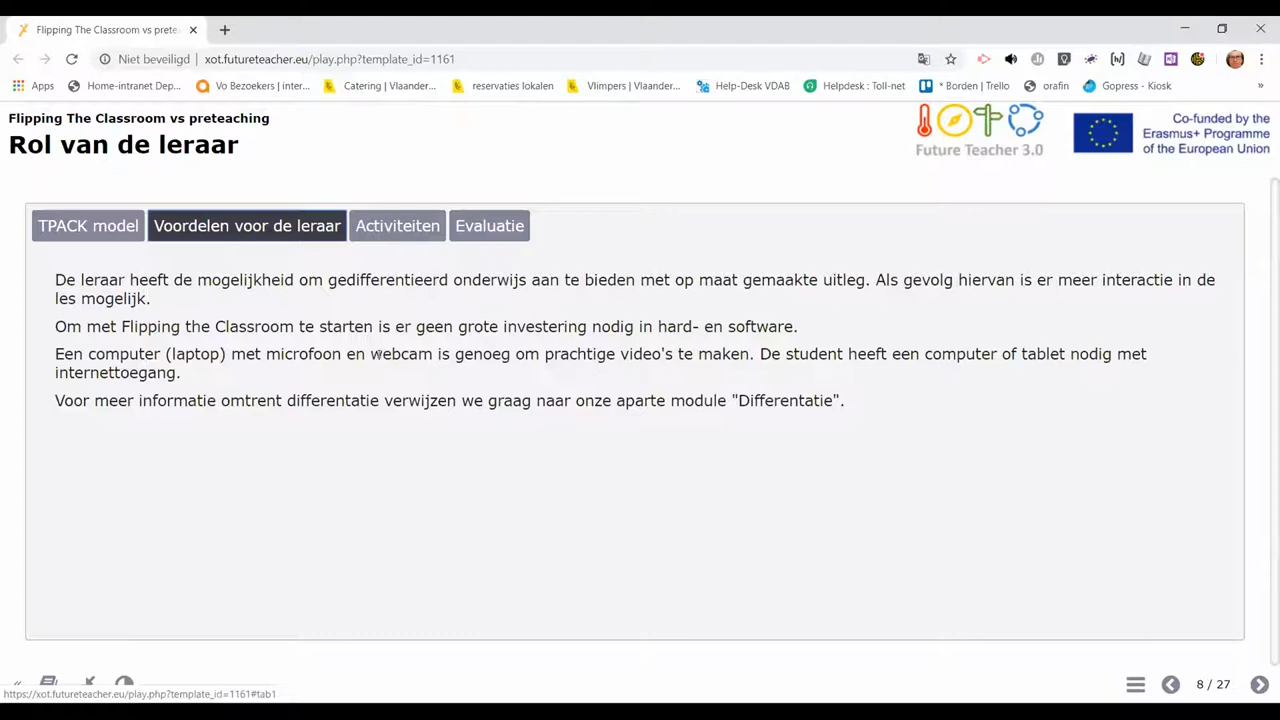 Flipping The Classroom vs prete
Niet beveiligd
xot.futureteacher.eu/play.php?template_id=1161
Apps
Home-intranet Dep...
Vo Bezoekers | inter...
Catering | Vlaander...
reservaties lokalen
Vlimpers | Vlaander...
Help-Desk VDAB
Helpdesk : Toll-net
* Borden | Trello
orafin
Gopress - Kiosk
»
Flipping The Classroom vs preteaching
Rol van de leraar
Future Teacher 3.0
Co-funded by the
Erasmus+ Programme
of the European Union
TPACK model
Voordelen voor de leraar
Activiteiten
Evaluatie
De leraar heeft de mogelijkheid om gedifferentieerd onderwijs aan te bieden met op maat gemaakte uitleg. Als gevolg hiervan is er meer interactie in de
les mogelijk.
Om met Flipping the Classroom te starten is er geen grote investering nodig in hard- en software.
Een computer (laptop) met microfoon en webcam is genoeg om prachtige video's te maken. De student heeft een computer of tablet nodig met
internettoegang.
Voor meer informatie omtrent differentatie verwijzen we graag naar onze aparte module "Differentatie".
8 / 27
https://xot.futureteacher.eu/play.php?template_id=1161#tab1